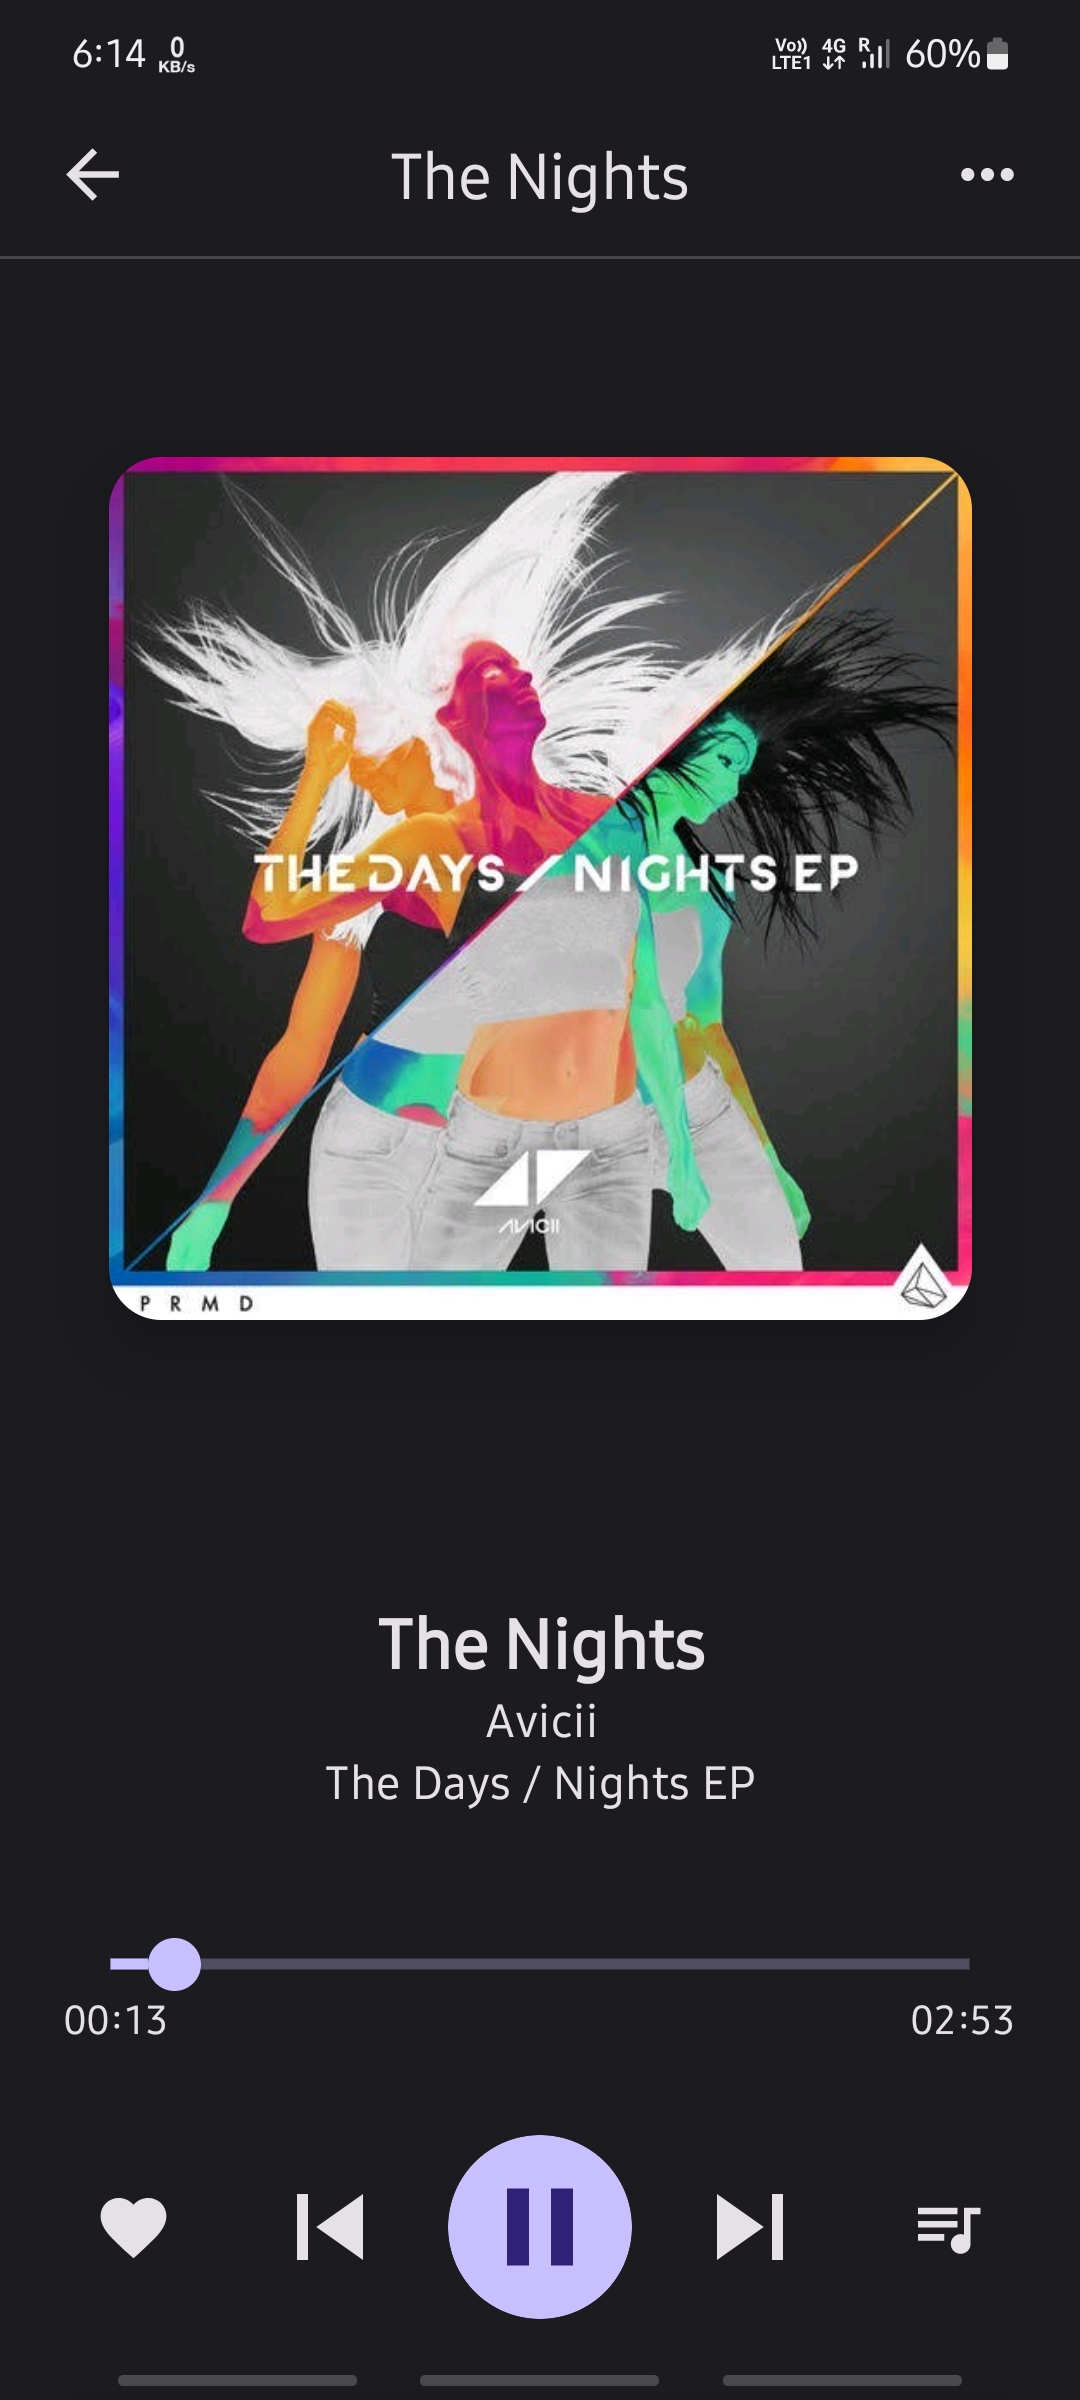 6:14 0 KB/s Vo)) LTE1 4G R 60%
The Nights
THE DAYS / NIGHTS EP
AVICII
PRMD
The Nights
Avicii
The Days / Nights EP
00:13 02:53